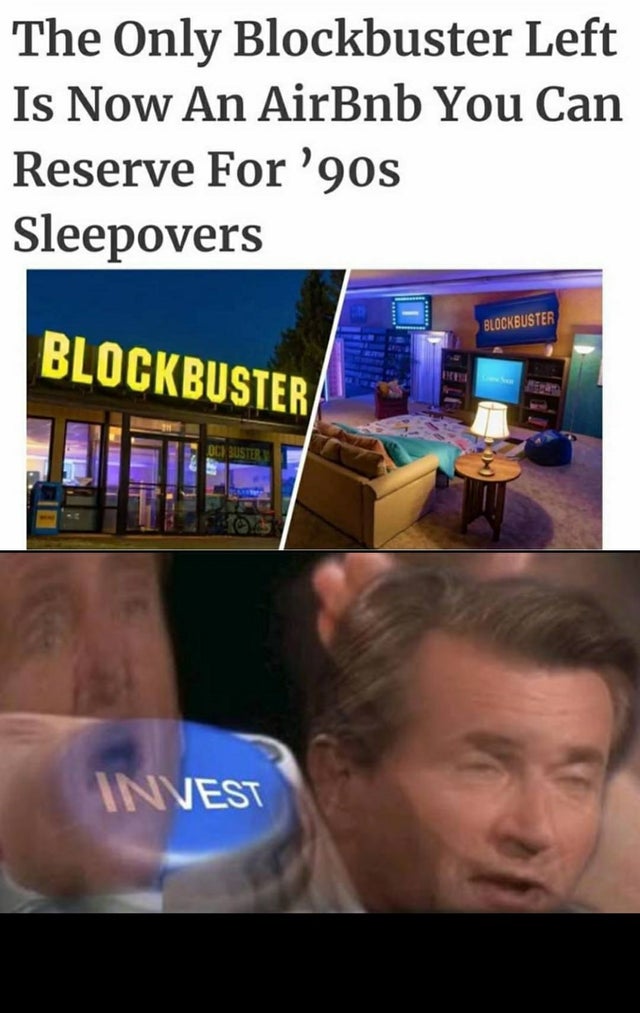 The Only Blockbuster Left
Is Now An AirBnb You Can
Reserve For ’90s
Sleepovers
BLOCKBUSTER
BLOCKBUSTER
INVEST